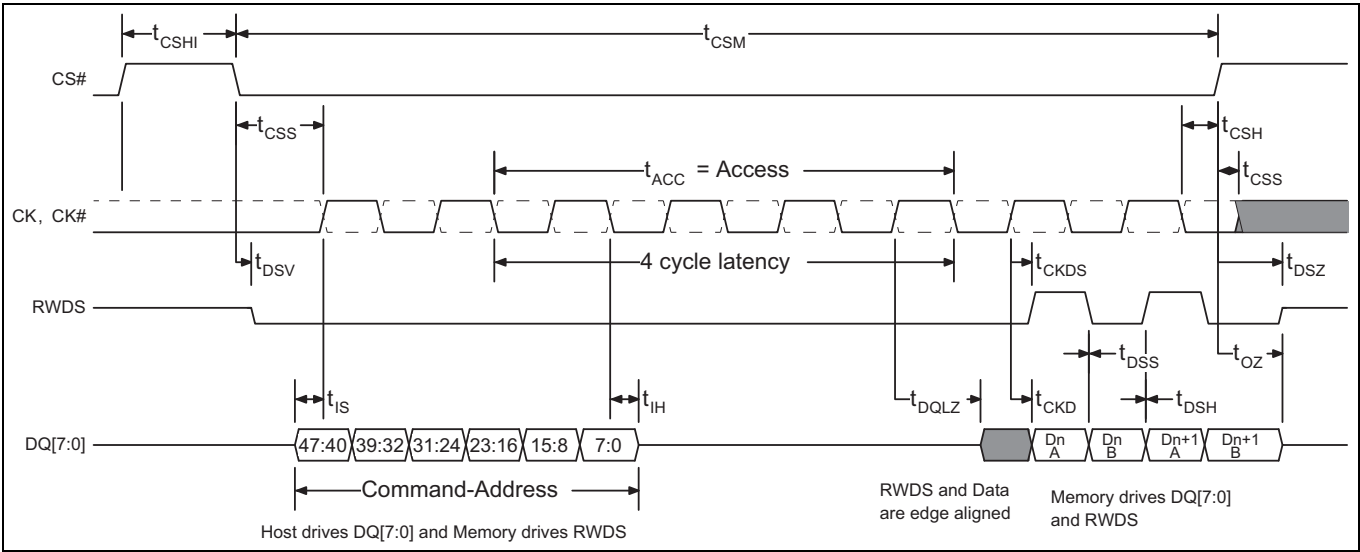 tCSHI
tCSM
CS#
tCSS
tCSH
tACC = Access
tCSS
CK, CK#
tDSV
4 cycle latency
tCKDS
tDSZ
RWDS
tDSS
tOZ
tIS
tIH
tDQLZ
tCKD
tDSH
DQ[7:0]
47:40 39:32 31:24 23:16 15:8 7:0
Dn A
Dn B
Dn+1 A
Dn+1 B
Command-Address
RWDS and Data
are edge aligned
Memory drives DQ[7:0]
and RWDS
Host drives DQ[7:0] and Memory drives RWDS